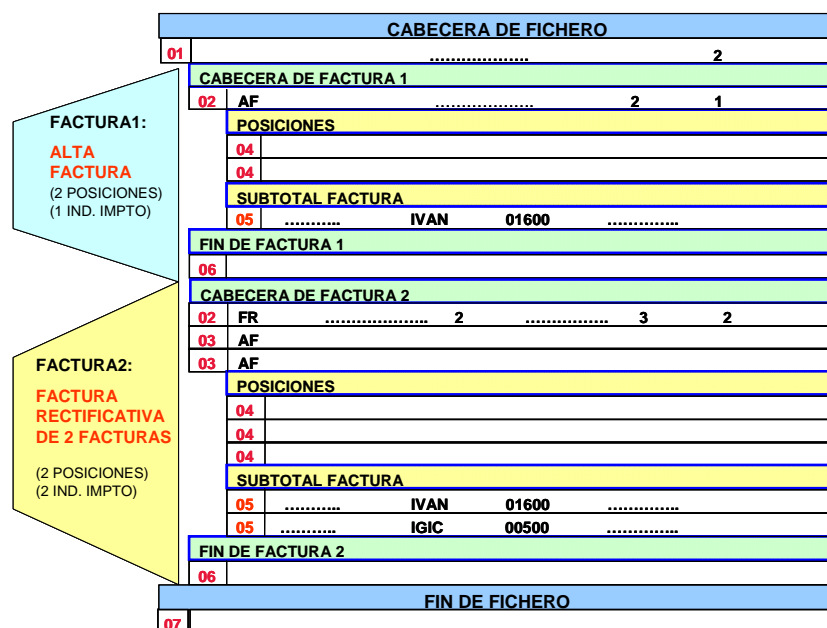 CABECERA DE FICHERO
01 .................. 2
CABECERA DE FACTURA 1
02 AF .................. 2 1
FACTURA1:
POSICIONES
04
ALTA
FACTURA
04
(2 POSICIONES)
(1 IND. IMPTO)
SUBTOTAL FACTURA
05 ........... IVAN 01600 .............
FIN DE FACTURA 1
06
CABECERA DE FACTURA 2
02 FR ................... 2 ............... 3 2
03 AF
03 AF
FACTURA2:
POSICIONES
FACTURA
RECTIFICATIVA
DE 2 FACTURAS
04
04
04
(2 POSICIONES)
(2 IND. IMPTO)
SUBTOTAL FACTURA
05 ........... IVAN 01600 .............
05 .......... IGIC 00500 .............
FIN DE FACTURA 2
06
FIN DE FICHERO
07